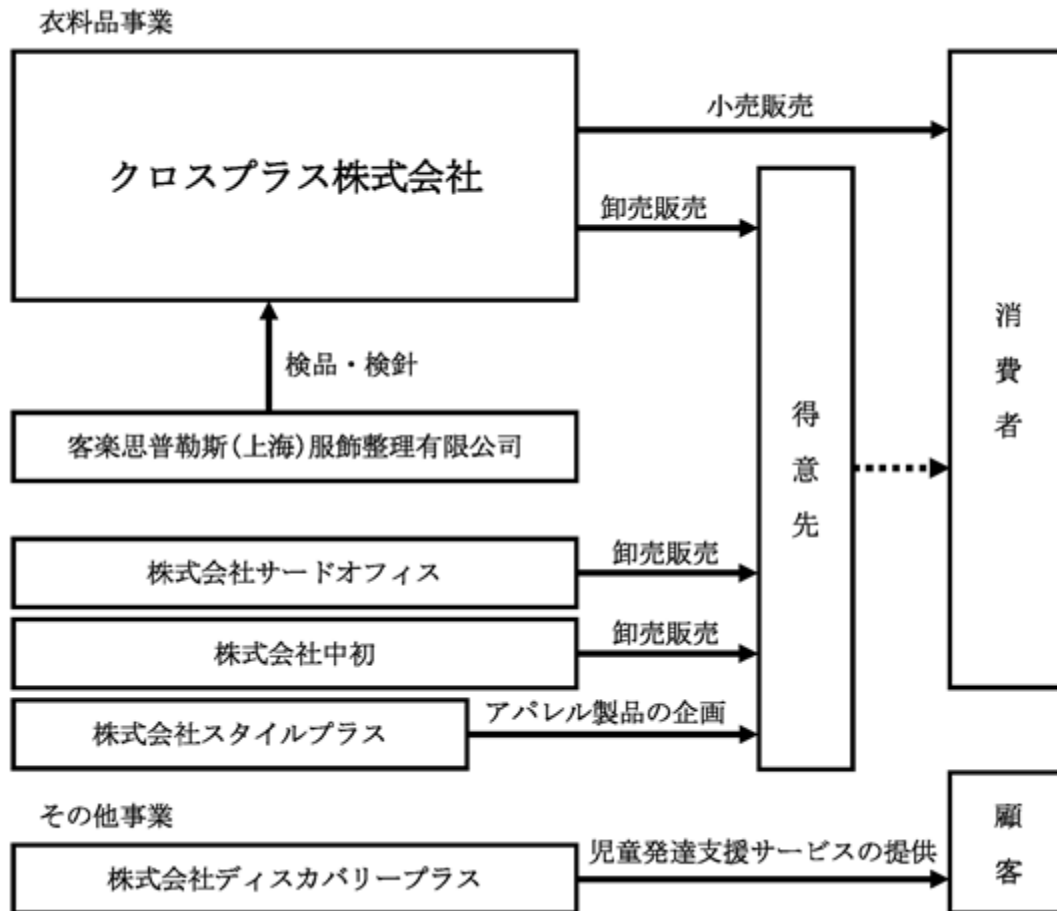 衣料品事業
クロスプラス株式会社
小売販売
卸売販売
検品・検針
客楽思普勒斯(上海)服飾整理有限公司
株式会社サードオフィス
卸売販売
株式会社中初
卸売販売
株式会社スタイルプラス
アパレル製品の企画
得意先
消費者
その他事業
株式会社ディスカバリープラス
児童発達支援サービスの提供
顧客